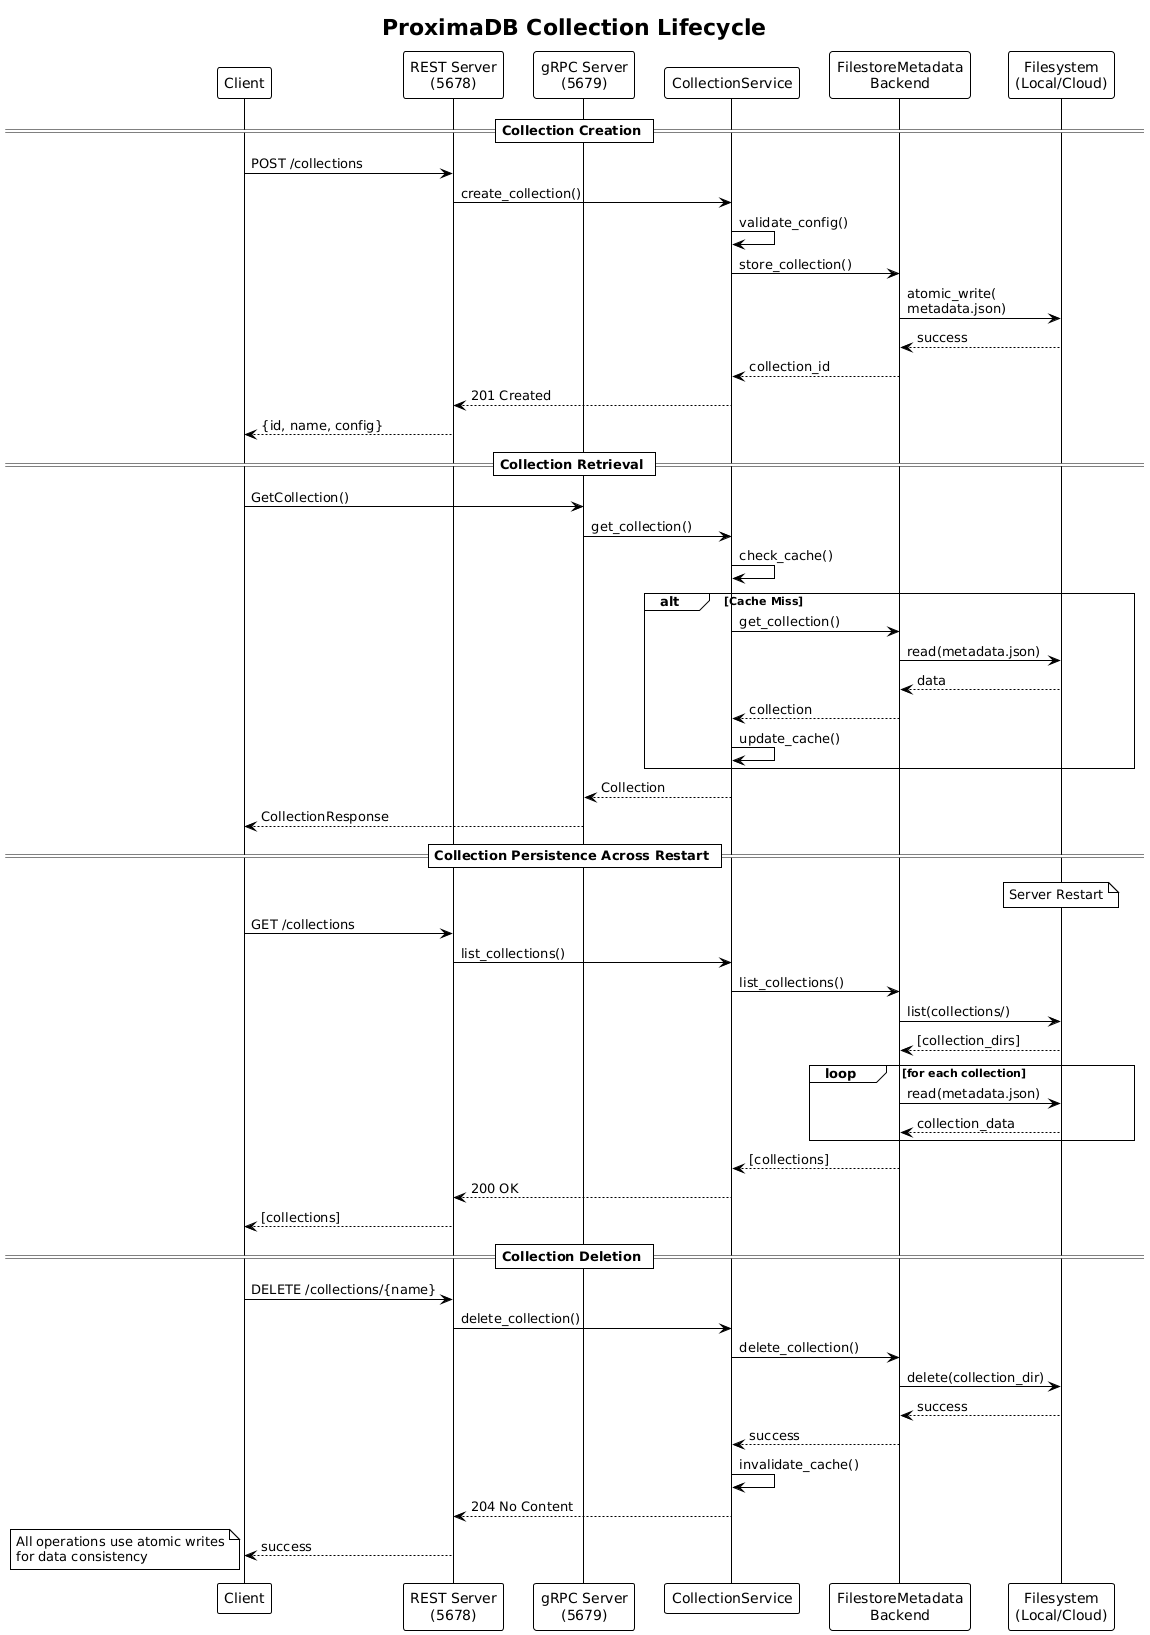 ProximaDB Collection Lifecycle
Client
REST Server
(5678)
gRPC Server
(5679)
CollectionService
FilestoreMetadata
Backend
Filesystem
(Local/Cloud)
Collection Creation
POST /collections
create_collection()
validate_config()
store_collection()
atomic_write(
metadata.json)
success
collection_id
201 Created
{id, name, config}
Collection Retrieval
GetCollection()
get_collection()
check_cache()
alt
[Cache Miss]
get_collection()
read(metadata.json)
data
collection
update_cache()
Collection
CollectionResponse
Collection Persistence Across Restart
Server Restart
GET /collections
list_collections()
list_collections()
list(collections/)
[collection_dirs]
loop
[for each collection]
read(metadata.json)
collection_data
[collections]
200 OK
[collections]
Collection Deletion
DELETE /collections/{name}
delete_collection()
delete_collection()
delete(collection_dir)
success
success
invalidate_cache()
204 No Content
All operations use atomic writes
for data consistency
success
Client
REST Server
(5678)
gRPC Server
(5679)
CollectionService
FilestoreMetadata
Backend
Filesystem
(Local/Cloud)